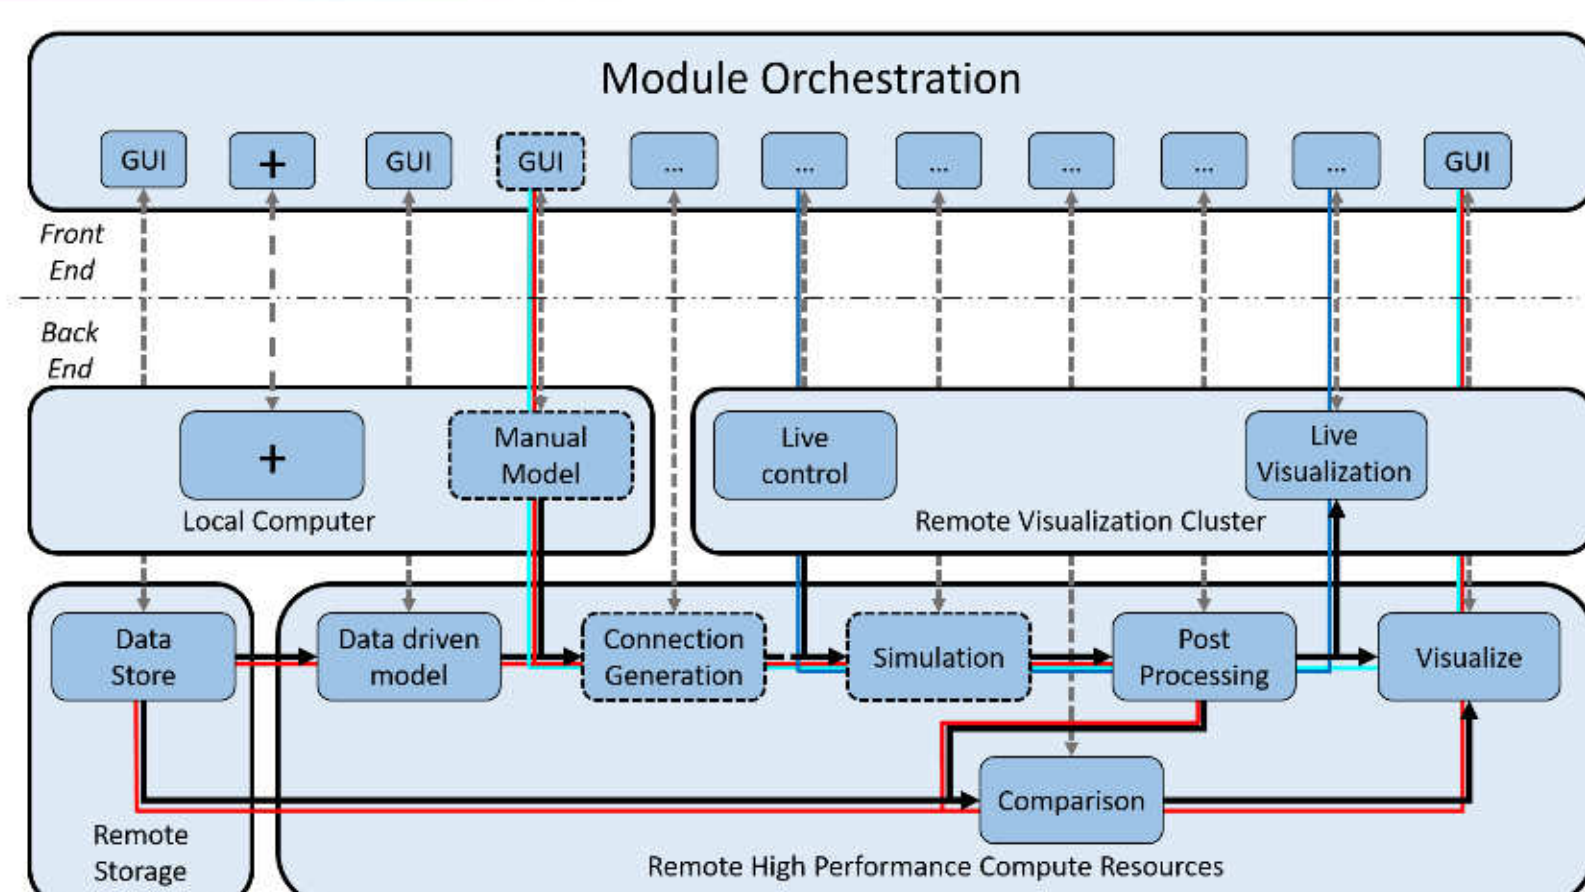 Module Orchestration
GUI
+
GUI
GUI
...
...
...
...
...
...
GUI
Front
End
Back
End
+
Manual
Model
Local Computer
Live
control
Live
Visualization
Remote Visualization Cluster
Data
Store
Data driven
model
Connection
Generation
Simulation
Post
Processing
Visualize
Comparison
Remote
Storage
Remote High Performance Compute Resources